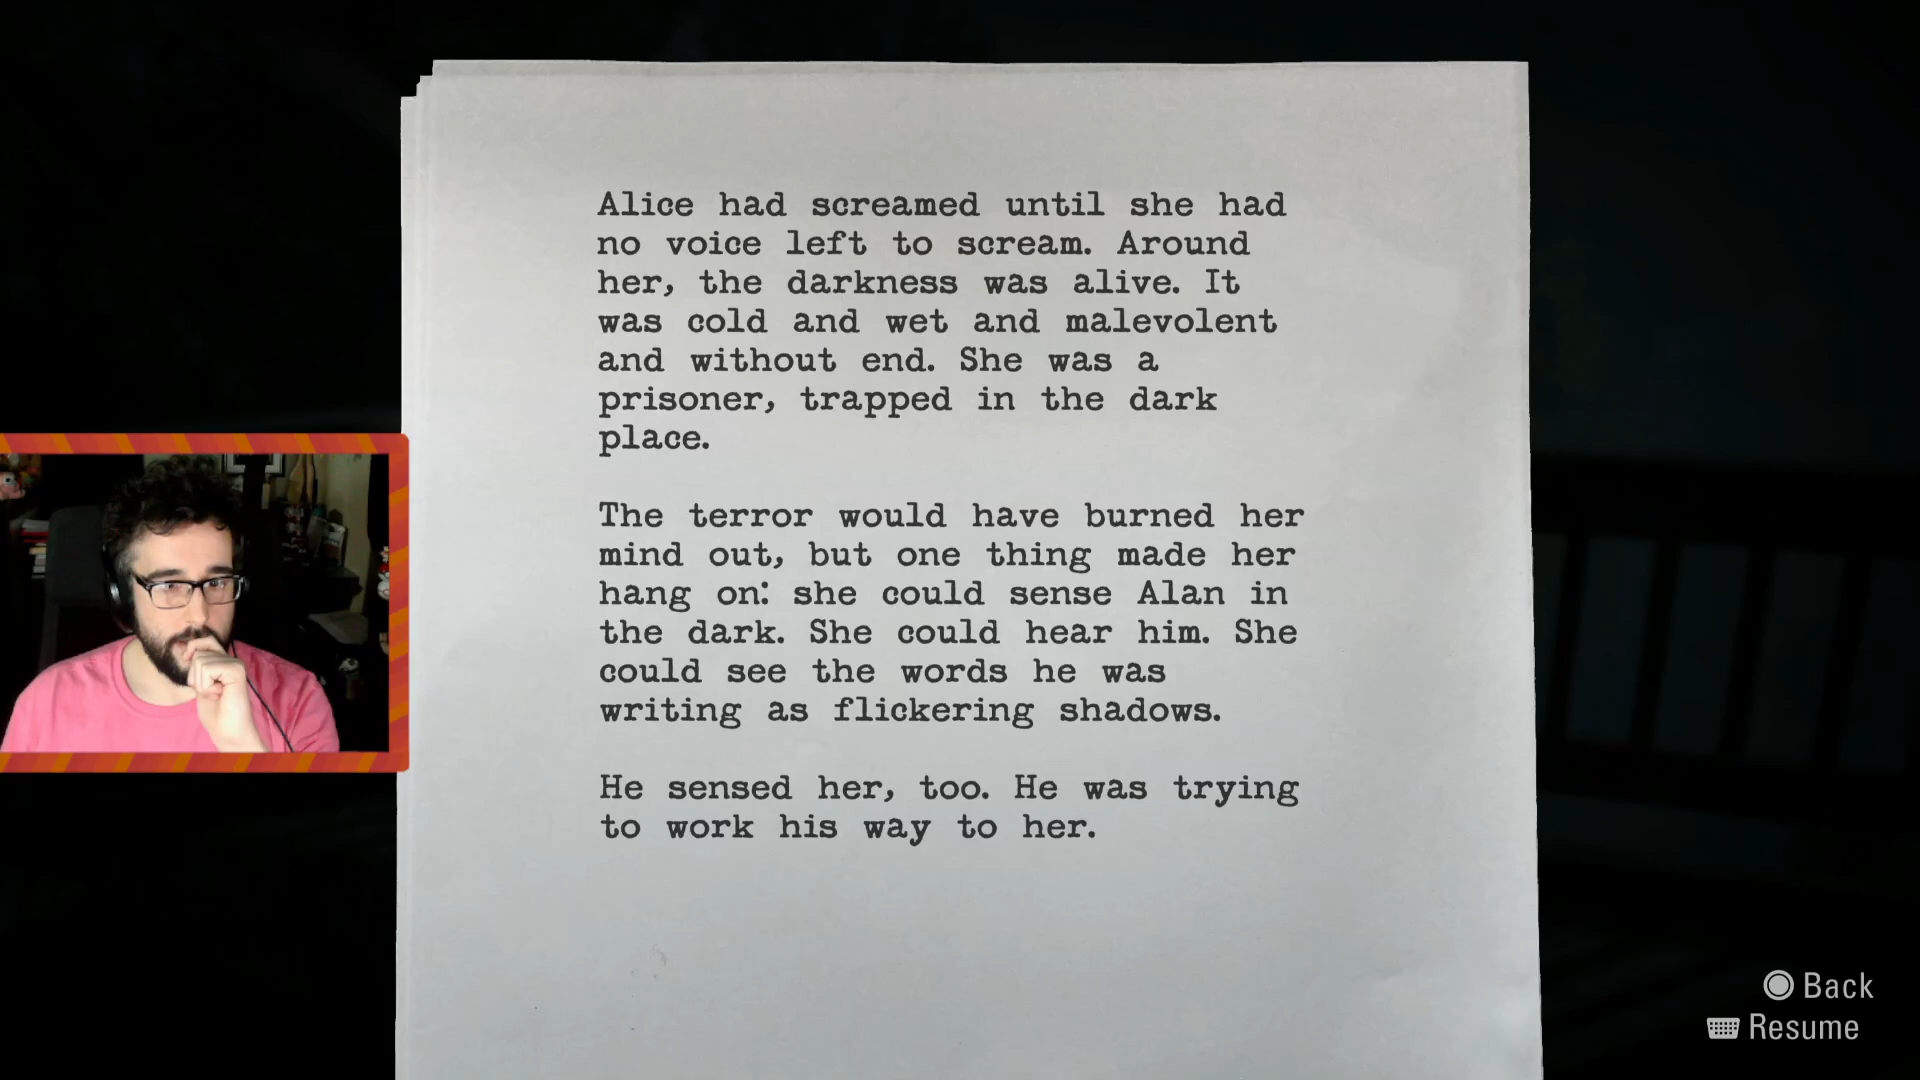 Alice had screamed until she had
no voice left to scream. Around
her, the darkness was alive. It
was cold and wet and malevolent
and without end. She was a
prisoner, trapped in the dark
place.
The terror would have burned her
mind out, but one thing made her
hang on: she could sense Alan in
the dark. She could hear him. She
could see the words he was
writing as flickering shadows.
He sensed her, too. He was trying
to work his way to her.
Back
Resume